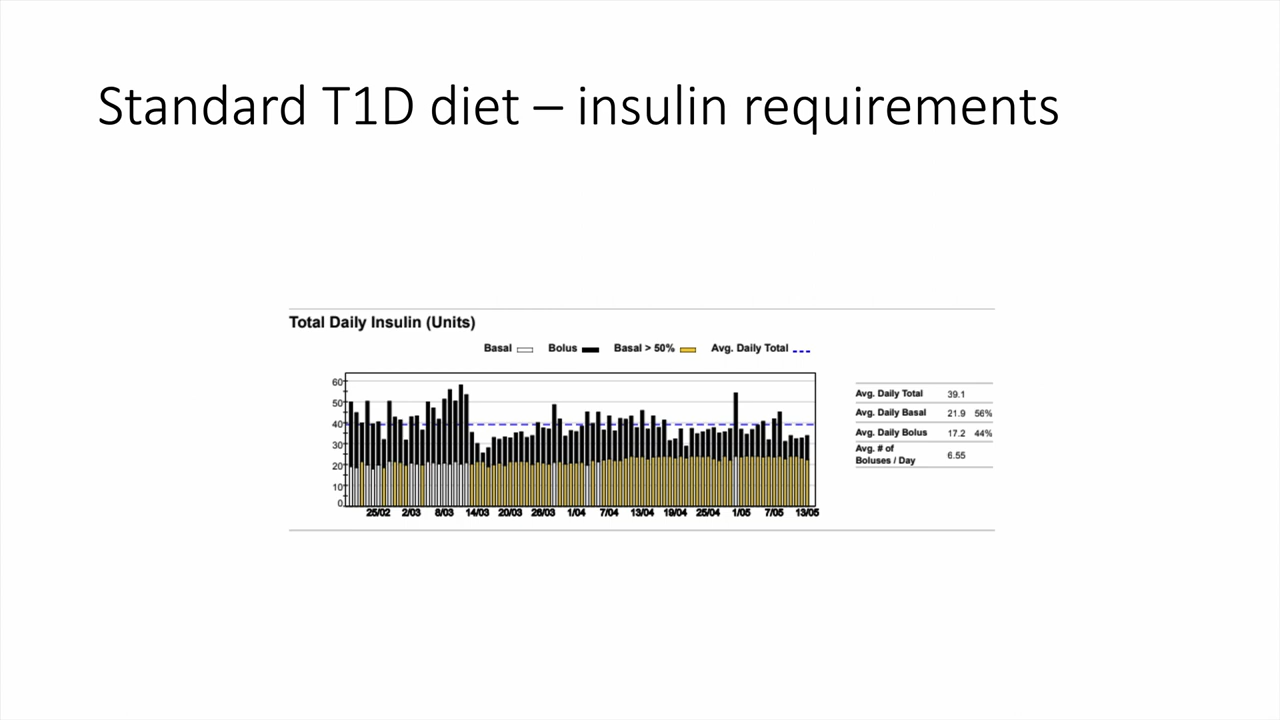 Standard T1D diet – insulin requirements
Total Daily Insulin (Units)
Basal Bolus Basal > 50% Avg. Daily Total
60
50
40
30
20
10
0
25/02 2/03 8/03 14/03 20/03 26/03 1/04 7/04 13/04 19/04 25/04 1/05 7/05 13/05
Avg. Daily Total 39.1
Avg. Daily Basal 21.9 56%
Avg. Daily Bolus 17.2 44%
Avg. # of
Boluses / Day 6.55